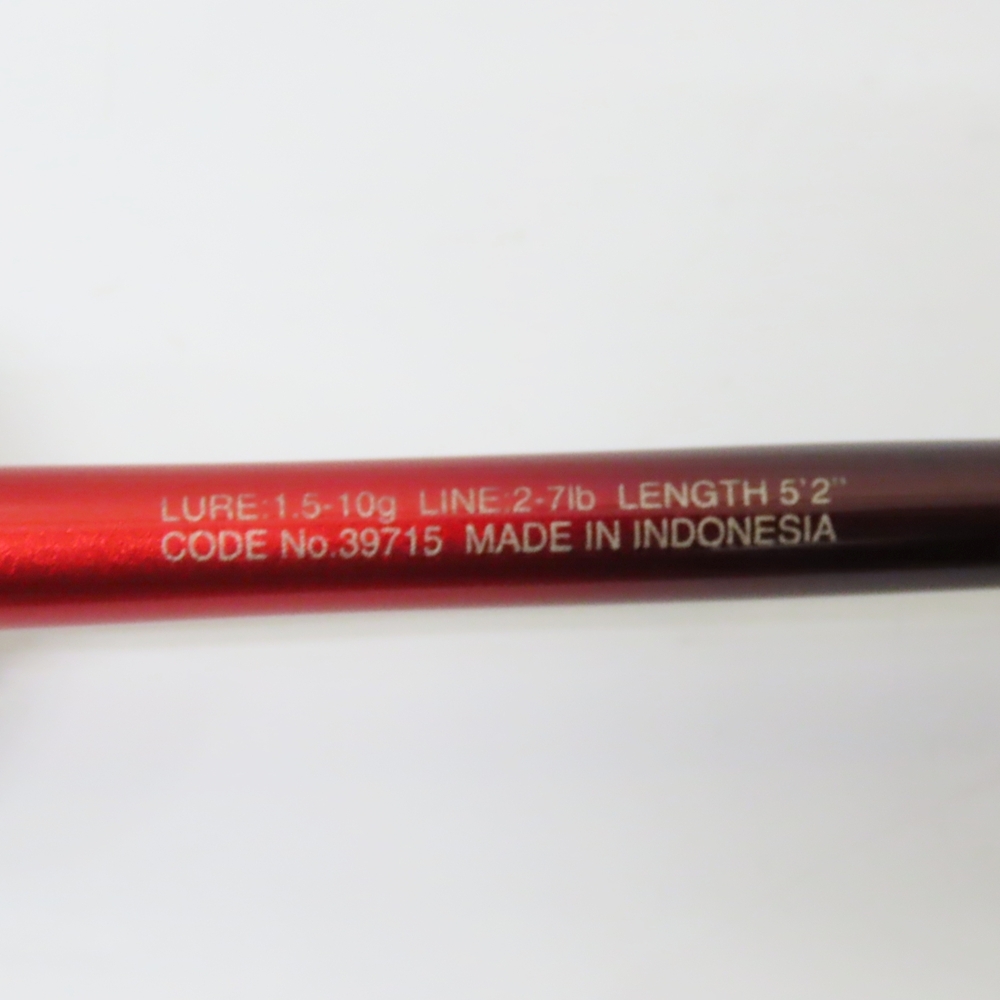 LURE:1.5-10g LINE:2-7lb LENGTH 5'2"
CODE No.39715 MADE IN INDONESIA